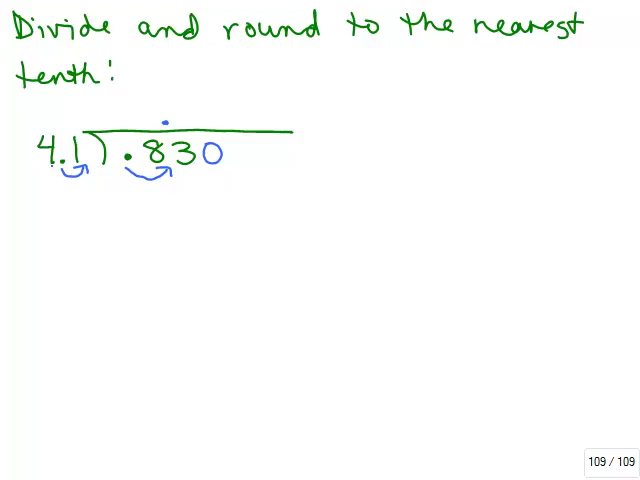 Divide and round to the nearest
tenth:
4.1).830
109 / 109